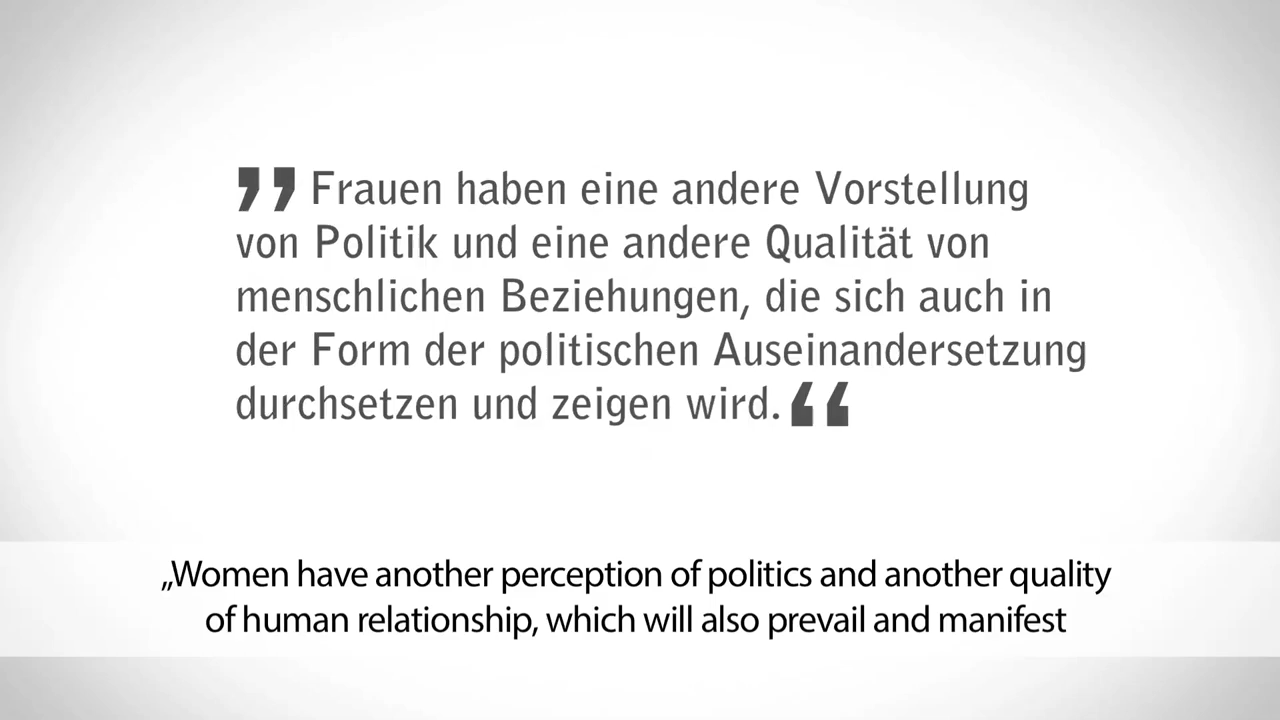 ❞Frauen haben eine andere Vorstellung
von Politik und eine andere Qualität von
menschlichen Beziehungen, die sich auch in
der Form der politischen Auseinandersetzung
durchsetzen und zeigen wird.❝
„Women have another perception of politics and another quality
of human relationship, which will also prevail and manifest